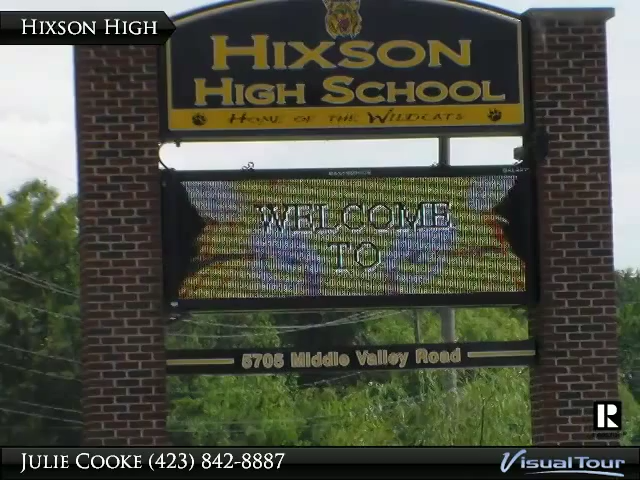 Hixson High
Hixson
High School
Home of the Wildcats
WELCOME
TO
5705 Middle Valley Road
R
Julie Cooke (423) 842-8887
VisualTour